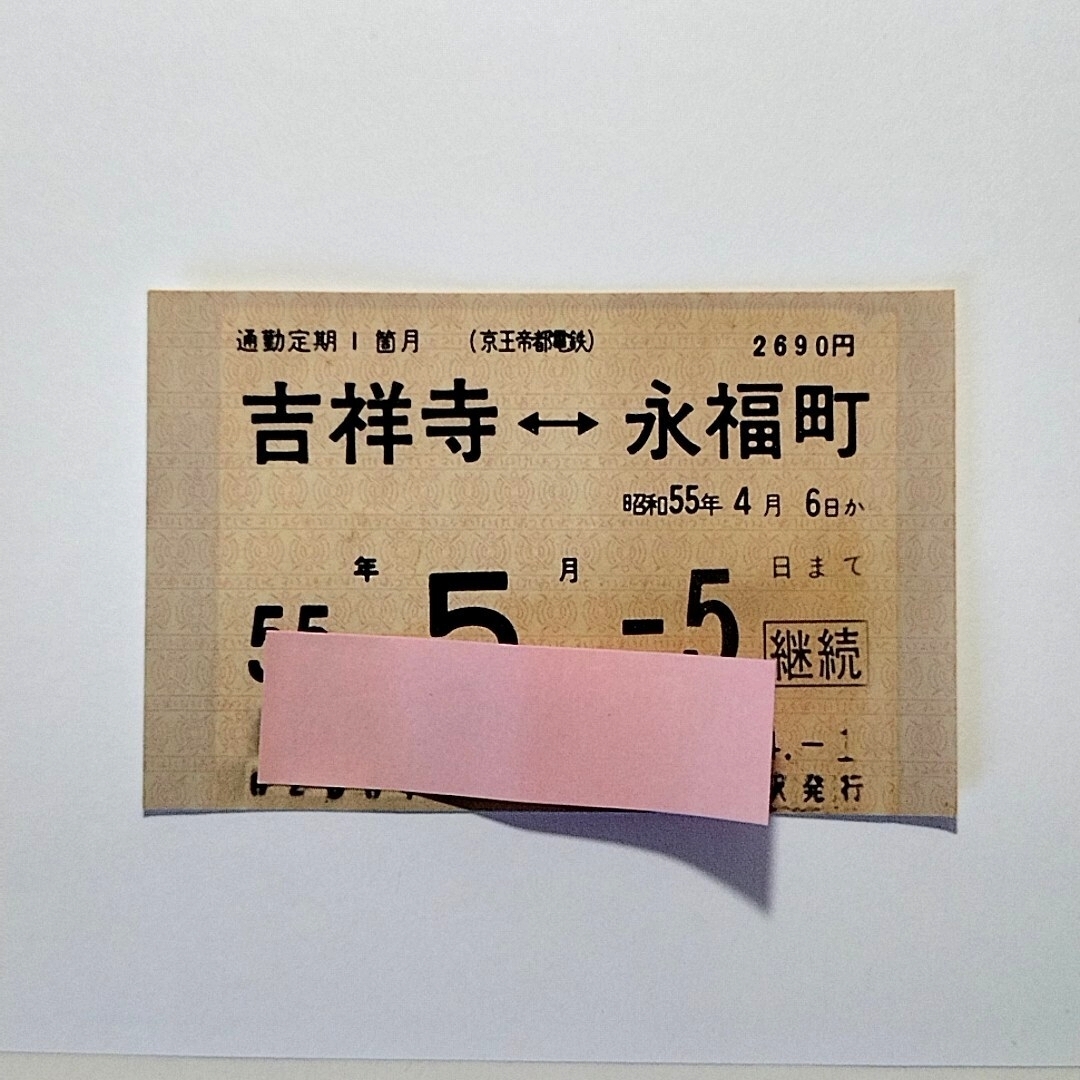 通勤定期1箇月 (京王帝都電鉄) 2690円
吉祥寺↔永福町
昭和55年 4月 6日か
年 月 日まで
55 5 -5
継続
.-1
駅発行